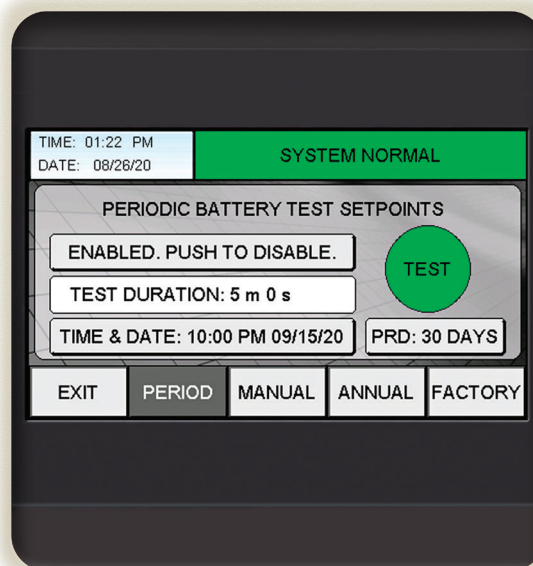 TIME: 01:22 PM
DATE: 08/26/20
SYSTEM NORMAL
PERIODIC BATTERY TEST SETPOINTS
ENABLED. PUSH TO DISABLE.
TEST
TEST DURATION: 5 m 0 s
TIME & DATE: 10:00 PM 09/15/20
PRD: 30 DAYS
EXIT
PERIOD
MANUAL
ANNUAL
FACTORY